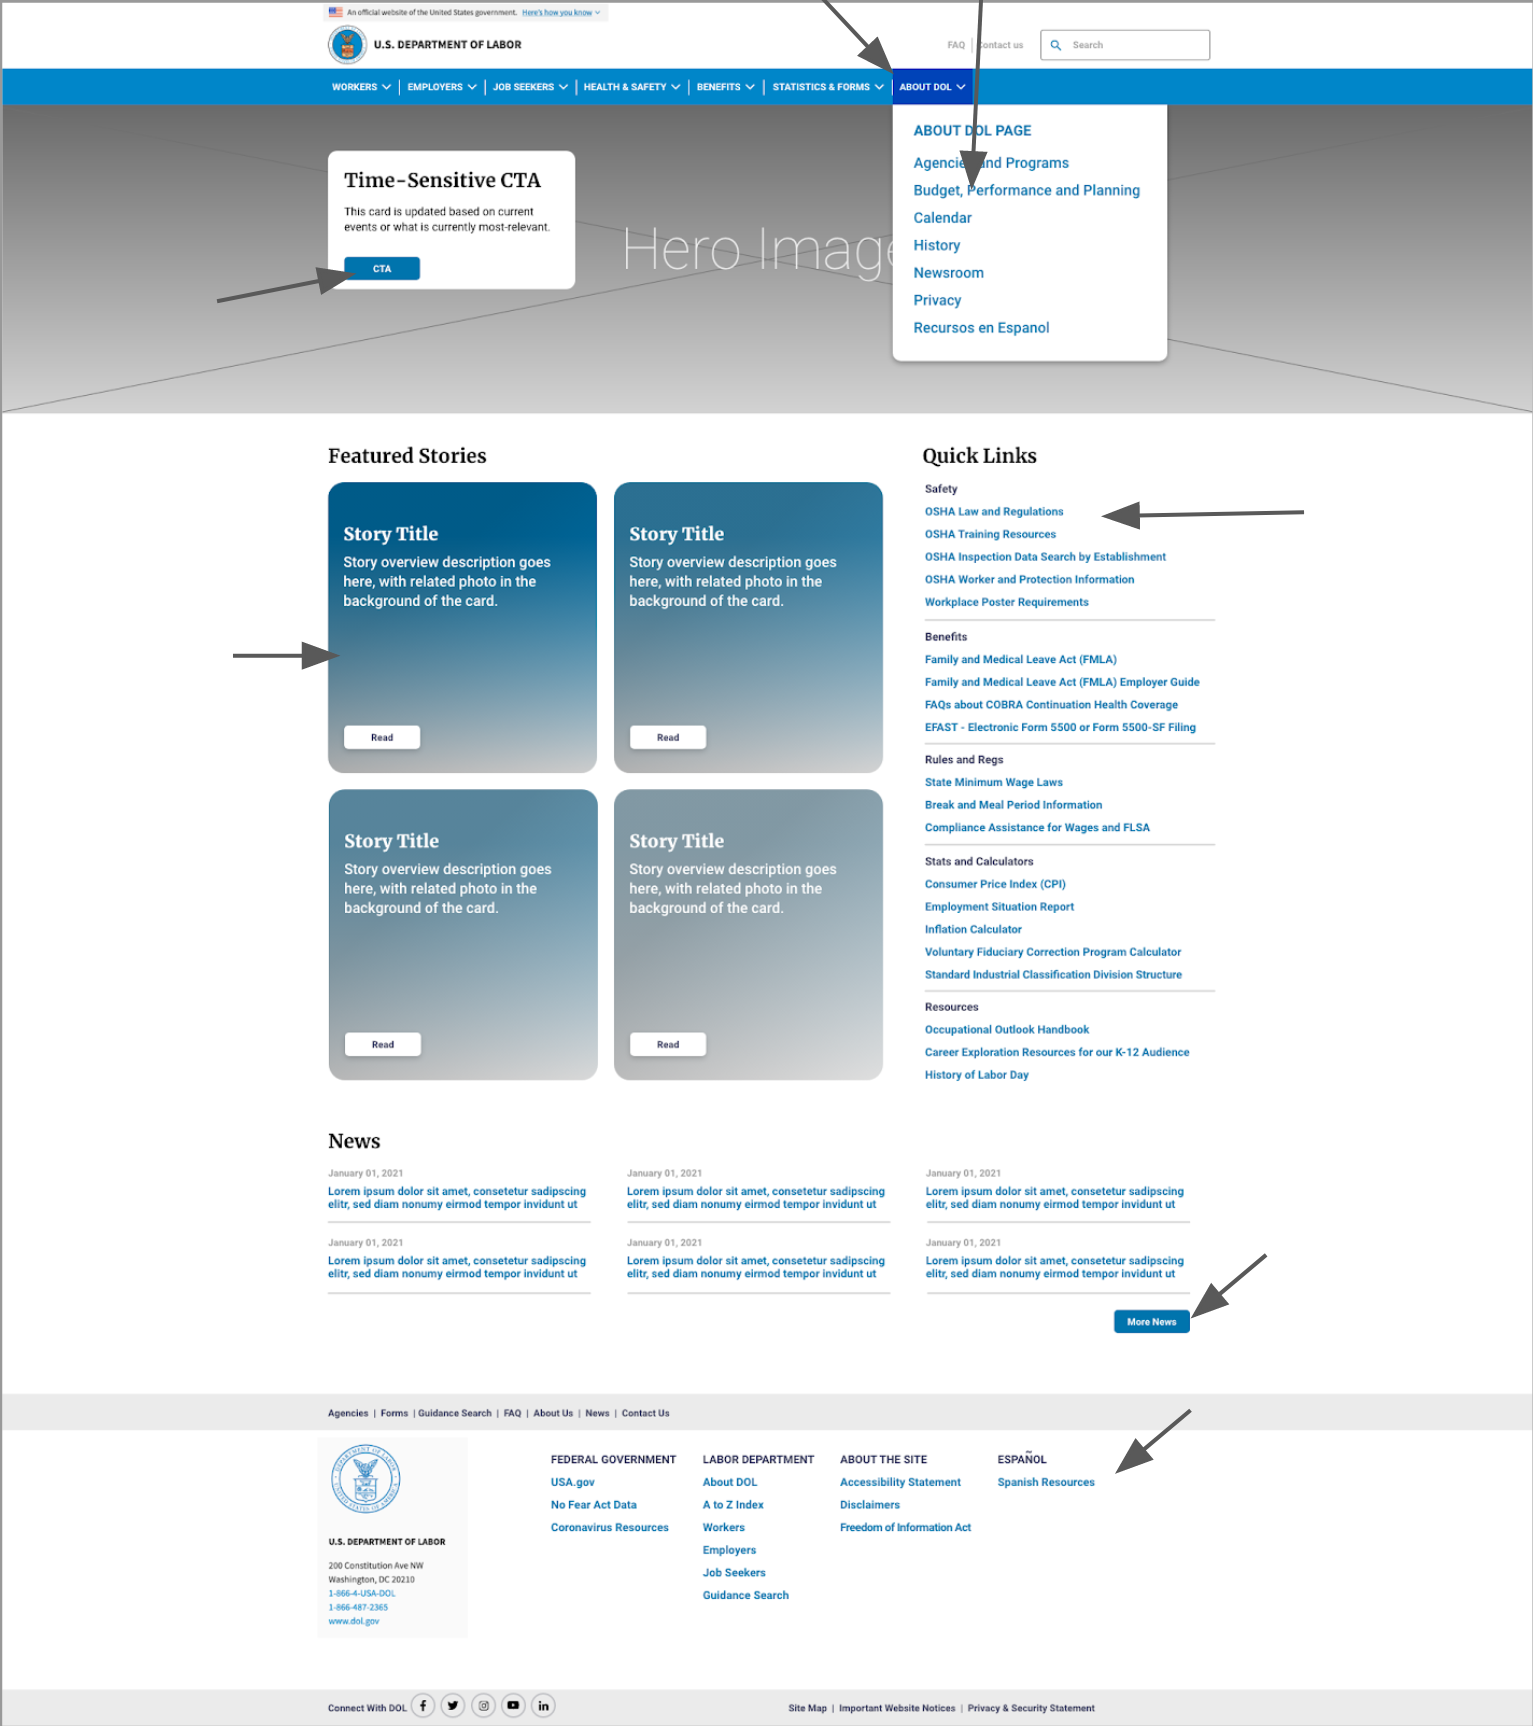 An official website of the United States government. Here's how you know
U.S. DEPARTMENT OF LABOR
FAQ
Contact us
Search
WORKERS
EMPLOYERS
JOB SEEKERS
HEALTH & SAFETY
BENEFITS
STATISTICS & FORMS
ABOUT DOL
ABOUT DOL PAGE
Agencies and Programs
Budget, Performance and Planning
Calendar
History
Newsroom
Privacy
Recursos en Espanol
Time-Sensitive CTA
This card is updated based on current
events or what is currently most-relevant.
CTA
Hero Image
Featured Stories
Story Title
Story overview description goes
here, with related photo in the
background of the card.
Read
Story Title
Story overview description goes
here, with related photo in the
background of the card.
Read
Story Title
Story overview description goes
here, with related photo in the
background of the card.
Read
Story Title
Story overview description goes
here, with related photo in the
background of the card.
Read
Quick Links
Safety
OSHA Law and Regulations
OSHA Training Resources
OSHA Inspection Data Search by Establishment
OSHA Worker and Protection Information
Workplace Poster Requirements
Benefits
Family and Medical Leave Act (FMLA)
Family and Medical Leave Act (FMLA) Employer Guide
FAQs about COBRA Continuation Health Coverage
EFAST - Electronic Form 5500 or Form 5500-SF Filing
Rules and Regs
State Minimum Wage Laws
Break and Meal Period Information
Compliance Assistance for Wages and FLSA
Stats and Calculators
Consumer Price Index (CPI)
Employment Situation Report
Inflation Calculator
Voluntary Fiduciary Correction Program Calculator
Standard Industrial Classification Division Structure
Resources
Occupational Outlook Handbook
Career Exploration Resources for our K-12 Audience
History of Labor Day
News
January 01, 2021
Lorem ipsum dolor sit amet, consetetur sadipscing
elitr, sed diam nonumy eirmod tempor invidunt ut
January 01, 2021
Lorem ipsum dolor sit amet, consetetur sadipscing
elitr, sed diam nonumy eirmod tempor invidunt ut
January 01, 2021
Lorem ipsum dolor sit amet, consetetur sadipscing
elitr, sed diam nonumy eirmod tempor invidunt ut
January 01, 2021
Lorem ipsum dolor sit amet, consetetur sadipscing
elitr, sed diam nonumy eirmod tempor invidunt ut
January 01, 2021
Lorem ipsum dolor sit amet, consetetur sadipscing
elitr, sed diam nonumy eirmod tempor invidunt ut
January 01, 2021
Lorem ipsum dolor sit amet, consetetur sadipscing
elitr, sed diam nonumy eirmod tempor invidunt ut
More News
Agencies | Forms | Guidance Search | FAQ | About Us | News | Contact Us
DEPARTMENT OF LABOR
UNITED STATES OF AMERICA
U.S. DEPARTMENT OF LABOR
200 Constitution Ave NW
Washington, DC 20210
1-866-4-USA-DOL
1-866-487-2365
www.dol.gov
FEDERAL GOVERNMENT
USA.gov
No Fear Act Data
Coronavirus Resources
LABOR DEPARTMENT
About DOL
A to Z Index
Workers
Employers
Job Seekers
Guidance Search
ABOUT THE SITE
Accessibility Statement
Disclaimers
Freedom of Information Act
ESPAÑOL
Spanish Resources
Connect With DOL
Site Map | Important Website Notices | Privacy & Security Statement